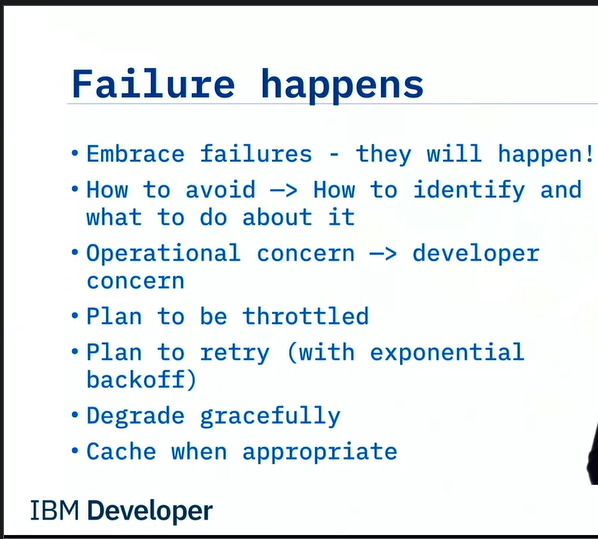 Failure happens
• Embrace failures - they will happen!
• How to avoid —> How to identify and
what to do about it
• Operational concern —> developer
concern
• Plan to be throttled
• Plan to retry (with exponential
backoff)
• Degrade gracefully
• Cache when appropriate
IBM Developer